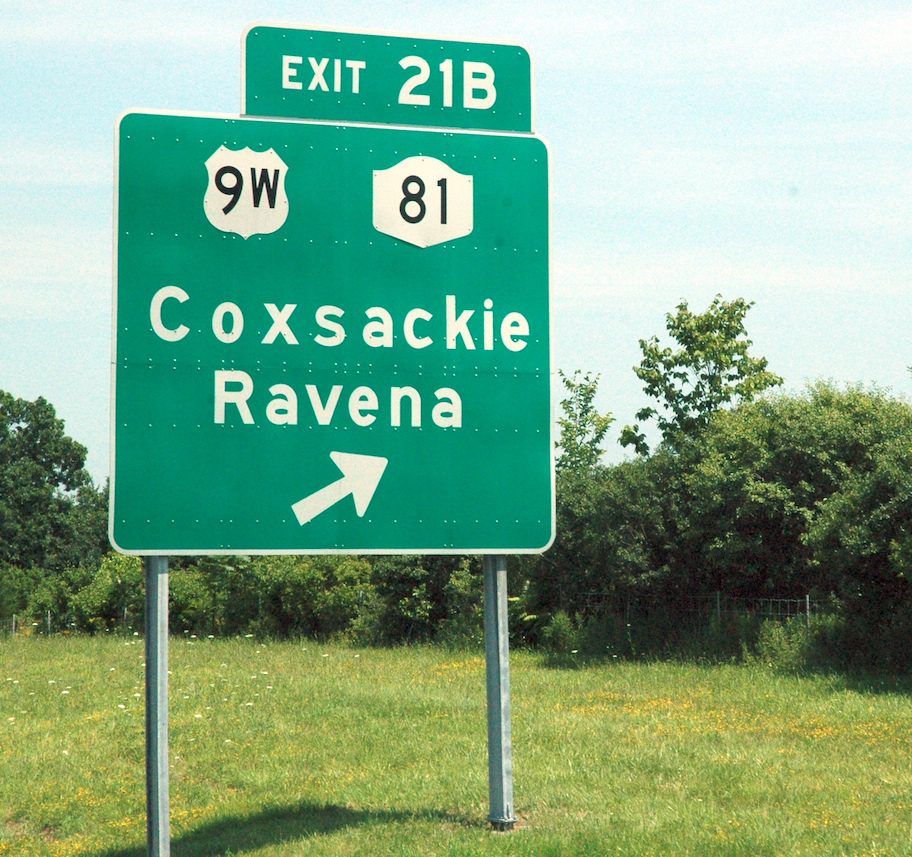 EXIT 21B
9W 81
Coxsackie
Ravena